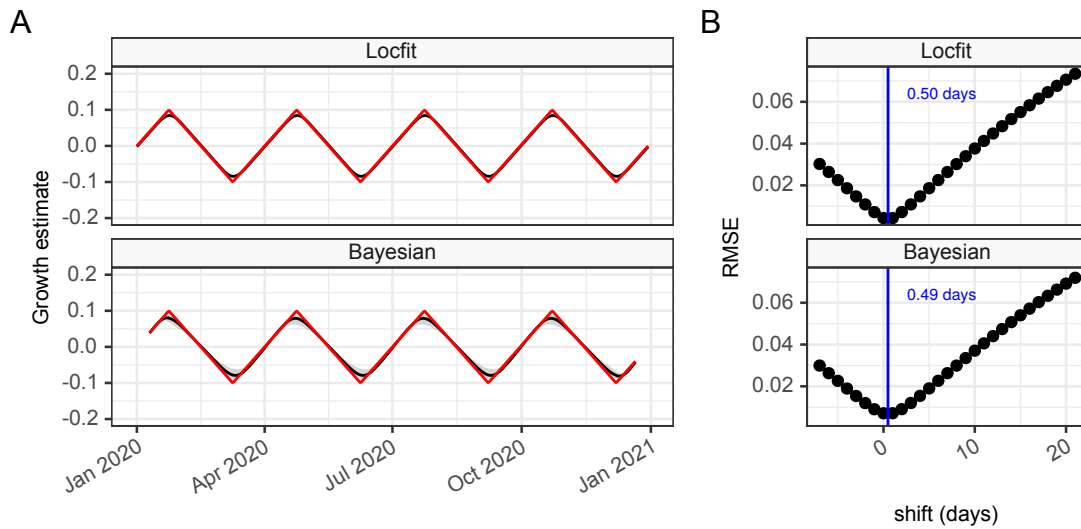 A
Locfit
Growth estimate
0.2
0.1
0.0
-0.1
-0.2
Bayesian
0.2
0.1
0.0
-0.1
-0.2
Jan 2020
Apr 2020
Jul 2020
Oct 2020
Jan 2021
B
Locfit
RMSE
0.06
0.04
0.02
0.50 days
Bayesian
0.06
0.04
0.02
0.49 days
0
10
20
shift (days)